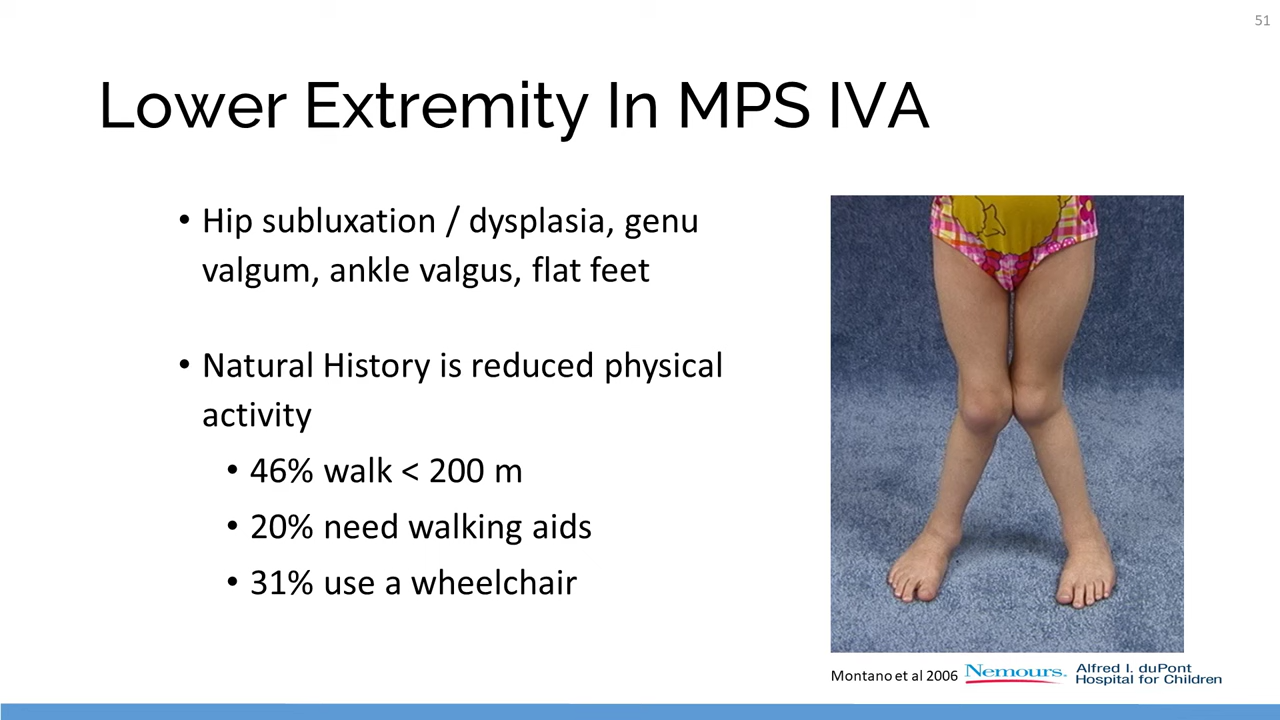 51
Lower Extremity In MPS IVA
• Hip subluxation / dysplasia, genu
valgum, ankle valgus, flat feet
• Natural History is reduced physical
activity
• 46% walk < 200 m
• 20% need walking aids
• 31% use a wheelchair
Montano et al 2006
Nemours.
Alfred I. duPont
Hospital for Children